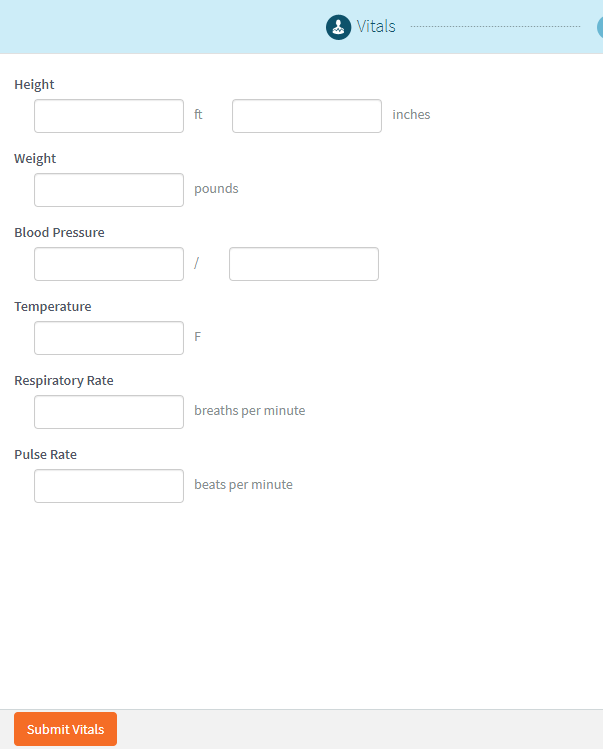 Vitals
Height
ft inches
Weight
pounds
Blood Pressure
/
Temperature
F
Respiratory Rate
breaths per minute
Pulse Rate
beats per minute
Submit Vitals